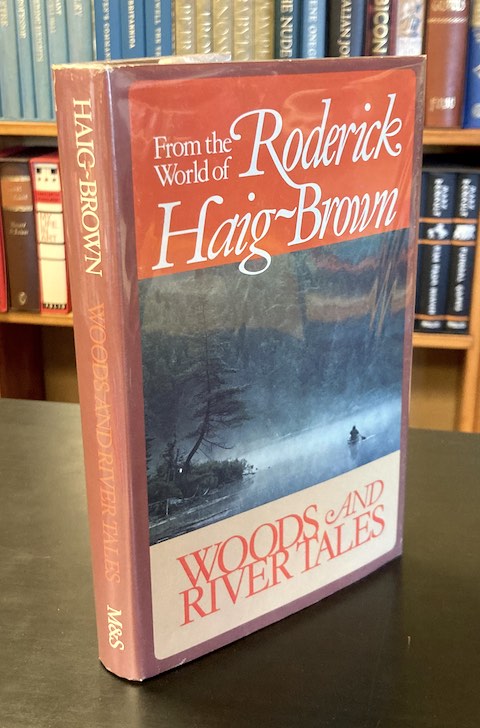 From the
World of
Roderick
Haig~Brown
WOODS AND
RIVER TALES
HAIG~BROWN
WOODS AND RIVER TALES
M&S